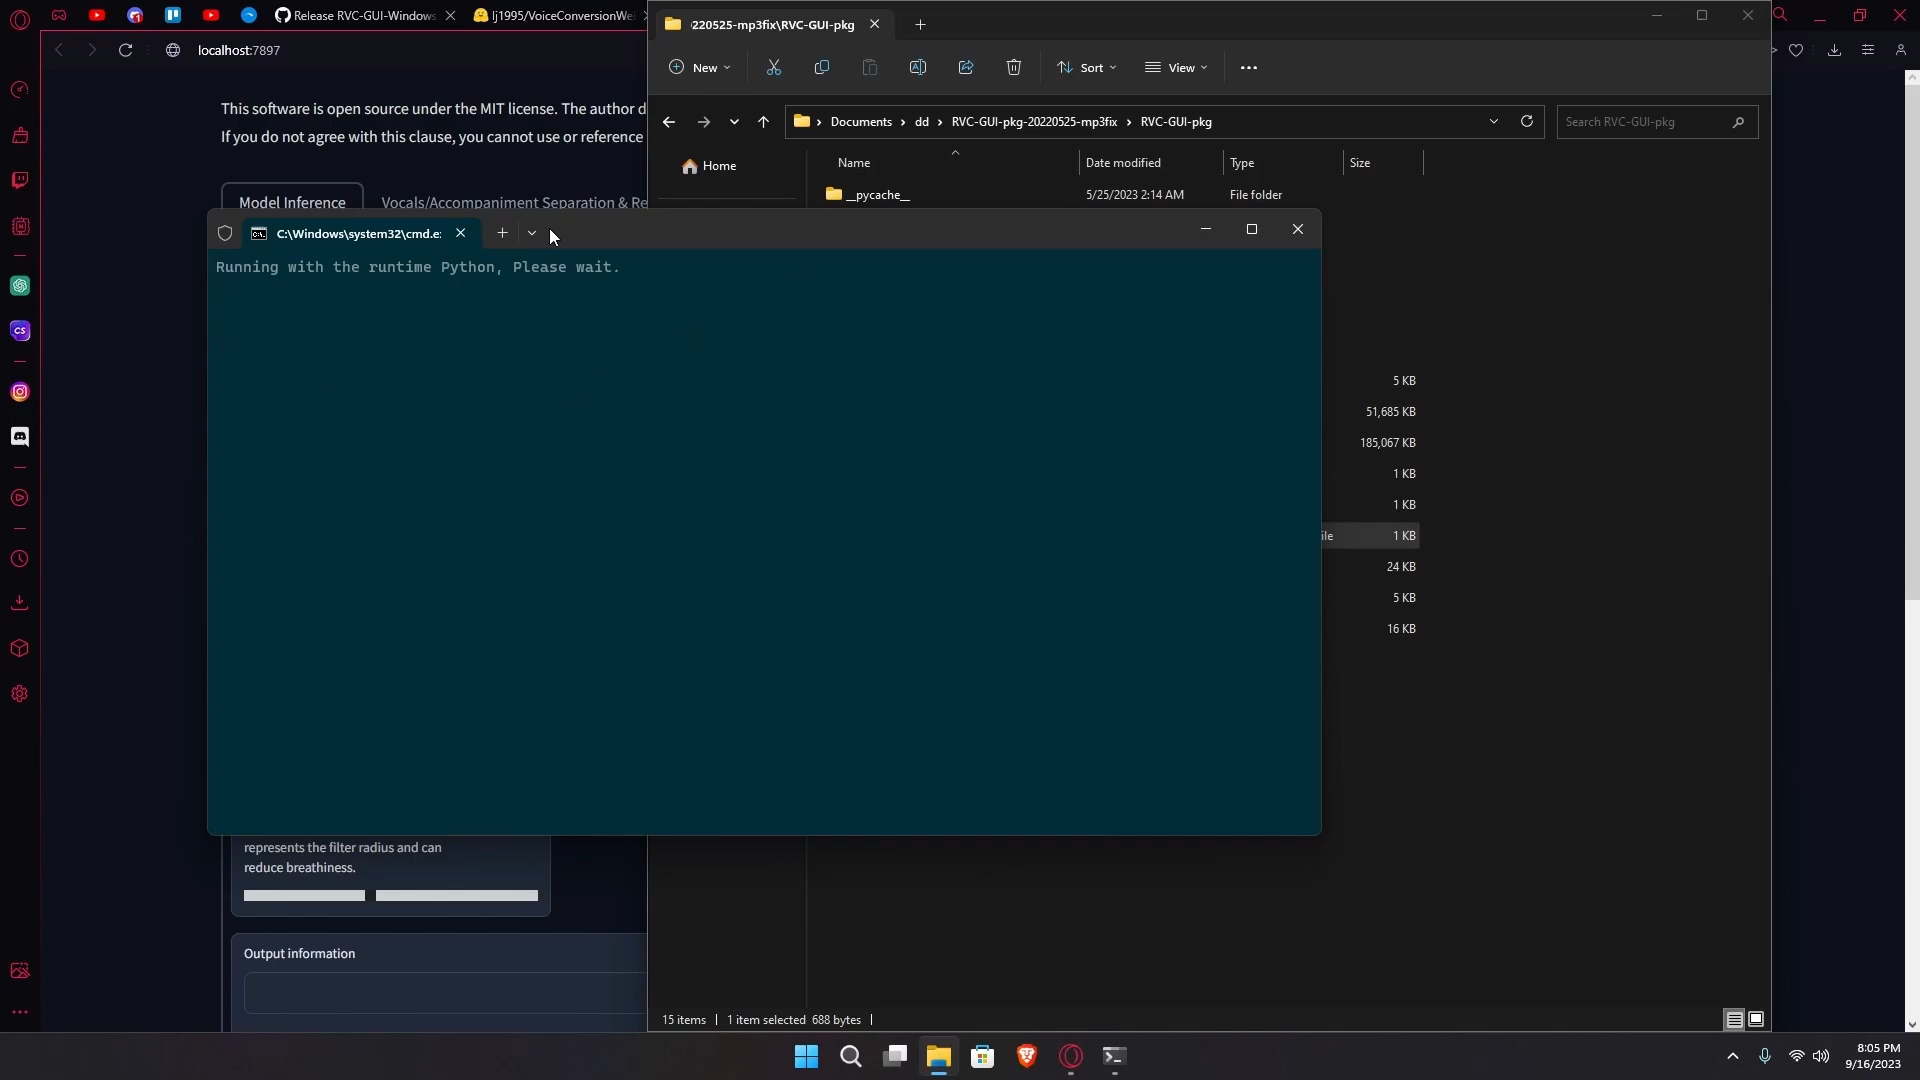 Release RVC-GUI-Windows
lj1995/VoiceConversionWe
220525-mp3fix\RVC-GUI-pkg
localhost:7897
New
Sort
View
This software is open source under the MIT license. The author d
If you do not agree with this clause, you cannot use or reference
Documents
dd
RVC-GUI-pkg-20220525-mp3fix
RVC-GUI-pkg
Search RVC-GUI-pkg
Home
Name
Date modified
Type
Size
__pycache__
5/25/2023 2:14 AM
File folder
Model Inference
Vocals/Accompaniment Separation & Re
C:\Windows\system32\cmd.e:
Running with the runtime Python, Please wait.
CS
5 KB
51,685 KB
185,067 KB
1 KB
1 KB
ile
1 KB
24 KB
5 KB
16 KB
represents the filter radius and can
reduce breathiness.
Output information
15 items
1 item selected 688 bytes
8:05 PM
9/16/2023